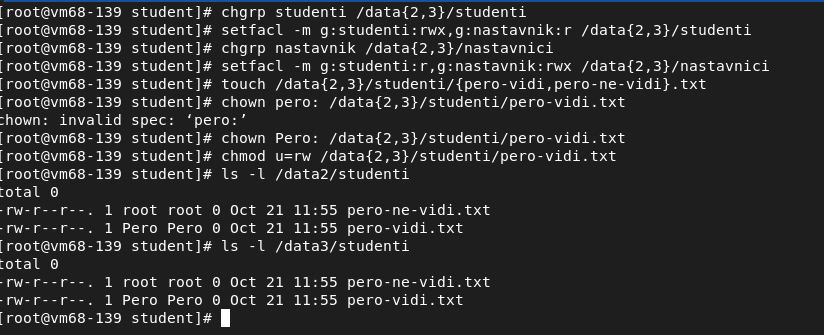 [root@vm68-139 student]# chgrp studenti /data{2,3}/studenti
[root@vm68-139 student]# setfacl -m g:studenti:rwx,g:nastavnik:r /data{2,3}/studenti
[root@vm68-139 student]# chgrp nastavnik /data{2,3}/nastavnici
[root@vm68-139 student]# setfacl -m g:studenti:r,g:nastavnik:rwx /data{2,3}/nastavnici
[root@vm68-139 student]# touch /data{2,3}/studenti/{pero-vidi,pero-ne-vidi}.txt
[root@vm68-139 student]# chown pero: /data{2,3}/studenti/pero-vidi.txt
chown: invalid spec: ‘pero:’
[root@vm68-139 student]# chown Pero: /data{2,3}/studenti/pero-vidi.txt
[root@vm68-139 student]# chmod u=rw /data{2,3}/studenti/pero-vidi.txt
[root@vm68-139 student]# ls -l /data2/studenti
total 0
-rw-r--r--. 1 root root 0 Oct 21 11:55 pero-ne-vidi.txt
-rw-r--r--. 1 Pero Pero 0 Oct 21 11:55 pero-vidi.txt
[root@vm68-139 student]# ls -l /data3/studenti
total 0
-rw-r--r--. 1 root root 0 Oct 21 11:55 pero-ne-vidi.txt
-rw-r--r--. 1 Pero Pero 0 Oct 21 11:55 pero-vidi.txt
[root@vm68-139 student]#